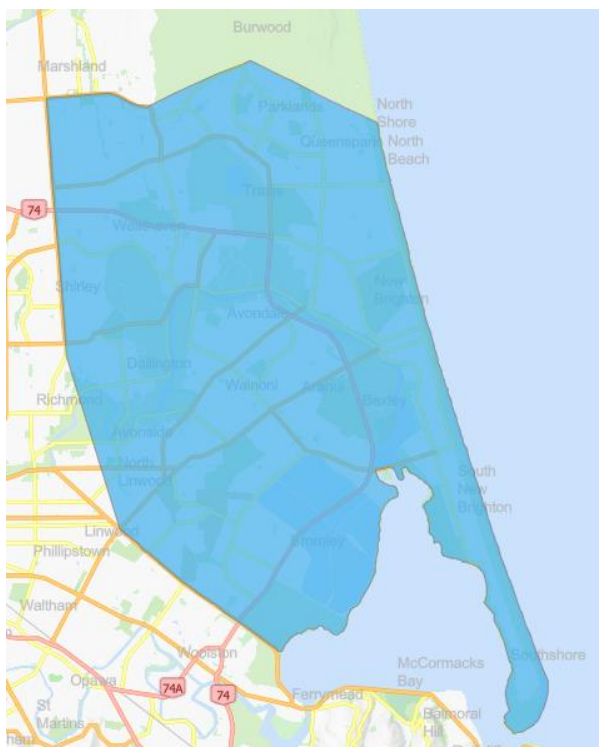 Burwood
Marshland
Parklands
North
Shore
Queenspark
North
Beach
Travis
74
Wainoni
Shirley
New
Brighton
Avondale
Dallington
Wainoni
Aranui
Richmond
Bexley
Avonside
North
Linwood
South
New
Brighton
Linwood
Bromley
Phillipstown
Waltham
Woolston
Southshore
McCormacks
Bay
Opawa
74A
74
Ferrymead
St
Martins
Balmoral
Hill